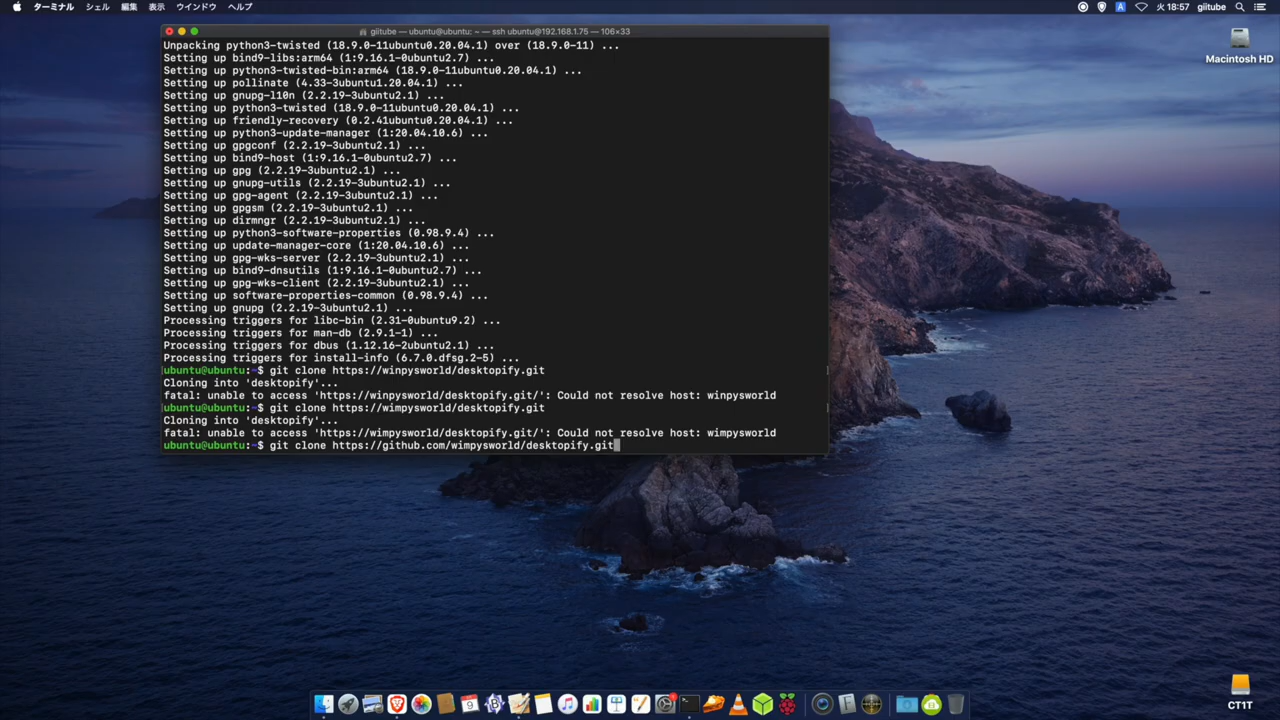 ターミナル シェル 編集 表示 ウインドウ ヘルプ
A 火 18:57 giitube
giitube — ubuntu@ubuntu: ~ — ssh ubuntu@192.168.1.75 — 106×33
Unpacking python3-twisted (18.9.0-11ubuntu0.20.04.1) over (18.9.0-11) ...
Setting up bind9-libs:arm64 (1:9.16.1-0ubuntu2.7) ...
Setting up python3-twisted-bin:arm64 (18.9.0-11ubuntu0.20.04.1) ...
Setting up pollinate (4.33-3ubuntu1.20.04.1) ...
Setting up gnupg-l10n (2.2.19-3ubuntu2.1) ...
Setting up python3-twisted (18.9.0-11ubuntu0.20.04.1) ...
Setting up friendly-recovery (0.2.41ubuntu0.20.04.1) ...
Setting up python3-update-manager (1:20.04.10.6) ...
Setting up gpgconf (2.2.19-3ubuntu2.1) ...
Setting up bind9-host (1:9.16.1-0ubuntu2.7) ...
Setting up gpg (2.2.19-3ubuntu2.1) ...
Setting up gnupg-utils (2.2.19-3ubuntu2.1) ...
Setting up gpg-agent (2.2.19-3ubuntu2.1) ...
Setting up gpgsm (2.2.19-3ubuntu2.1) ...
Setting up dirmngr (2.2.19-3ubuntu2.1) ...
Setting up python3-software-properties (0.98.9.4) ...
Setting up update-manager-core (1:20.04.10.6) ...
Setting up gpg-wks-server (2.2.19-3ubuntu2.1) ...
Setting up bind9-dnsutils (1:9.16.1-0ubuntu2.7) ...
Setting up gpg-wks-client (2.2.19-3ubuntu2.1) ...
Setting up software-properties-common (0.98.9.4) ...
Setting up gnupg (2.2.19-3ubuntu2.1) ...
Processing triggers for libc-bin (2.31-0ubuntu9.2) ...
Processing triggers for man-db (2.9.1-1) ...
Processing triggers for dbus (1.12.16-2ubuntu2.1) ...
Processing triggers for install-info (6.7.0.dfsg.2-5) ...
ubuntu@ubuntu:~$ git clone https://winpysworld/desktopify.git
Cloning into 'desktopify'...
fatal: unable to access 'https://winpysworld/desktopify.git/': Could not resolve host: winpysworld
ubuntu@ubuntu:~$ git clone https://wimpysworld/desktopify.git
Cloning into 'desktopify'...
fatal: unable to access 'https://wimpysworld/desktopify.git/': Could not resolve host: wimpysworld
ubuntu@ubuntu:~$ git clone https://github.com/wimpysworld/desktopify.git
Macintosh HD
CT1T